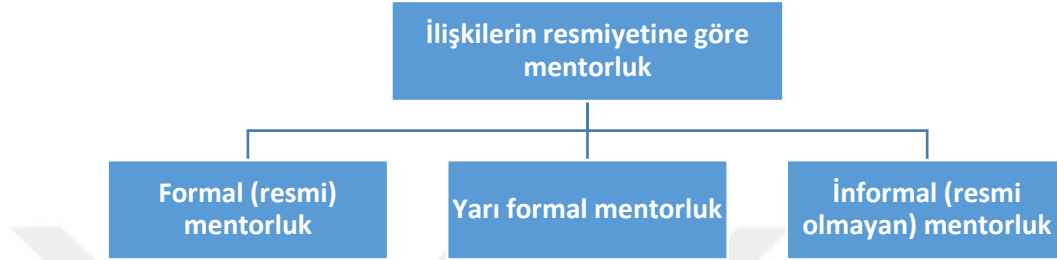 İlişkilerin resmiyetine göre
mentorluk
Formal (resmi)
mentorluk
Yarı formal mentorluk
İnformal (resmi
olmayan) mentorluk